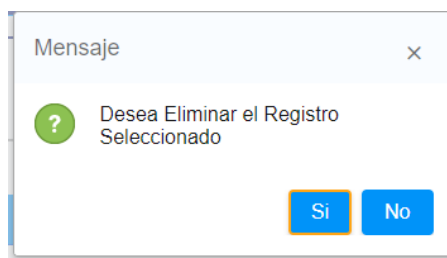 Mensaje
×
?
Desea Eliminar el Registro
Seleccionado
Si
No